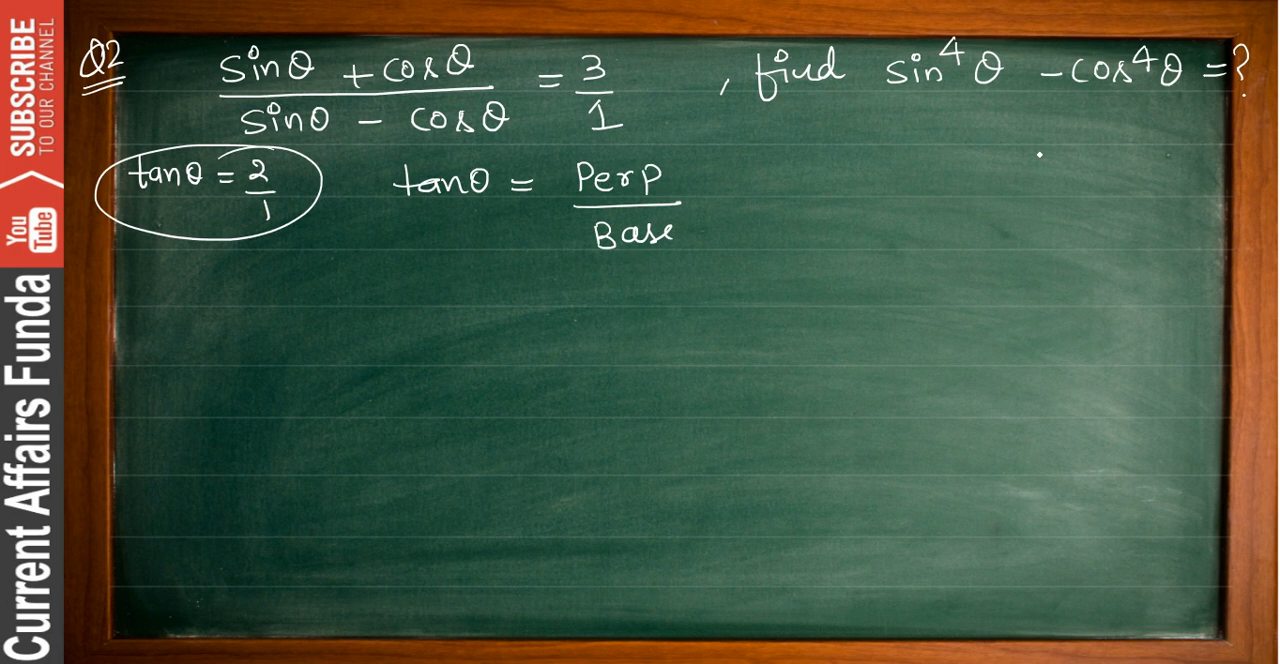 Q2 sinθ + cosθ / sinθ - cosθ = 3/1 , find sin⁴θ - cos⁴θ = ?
tanθ = 2/1 tanθ = Perp / Base
SUBSCRIBE
TO OUR CHANNEL
You Tube
Current Affairs Funda